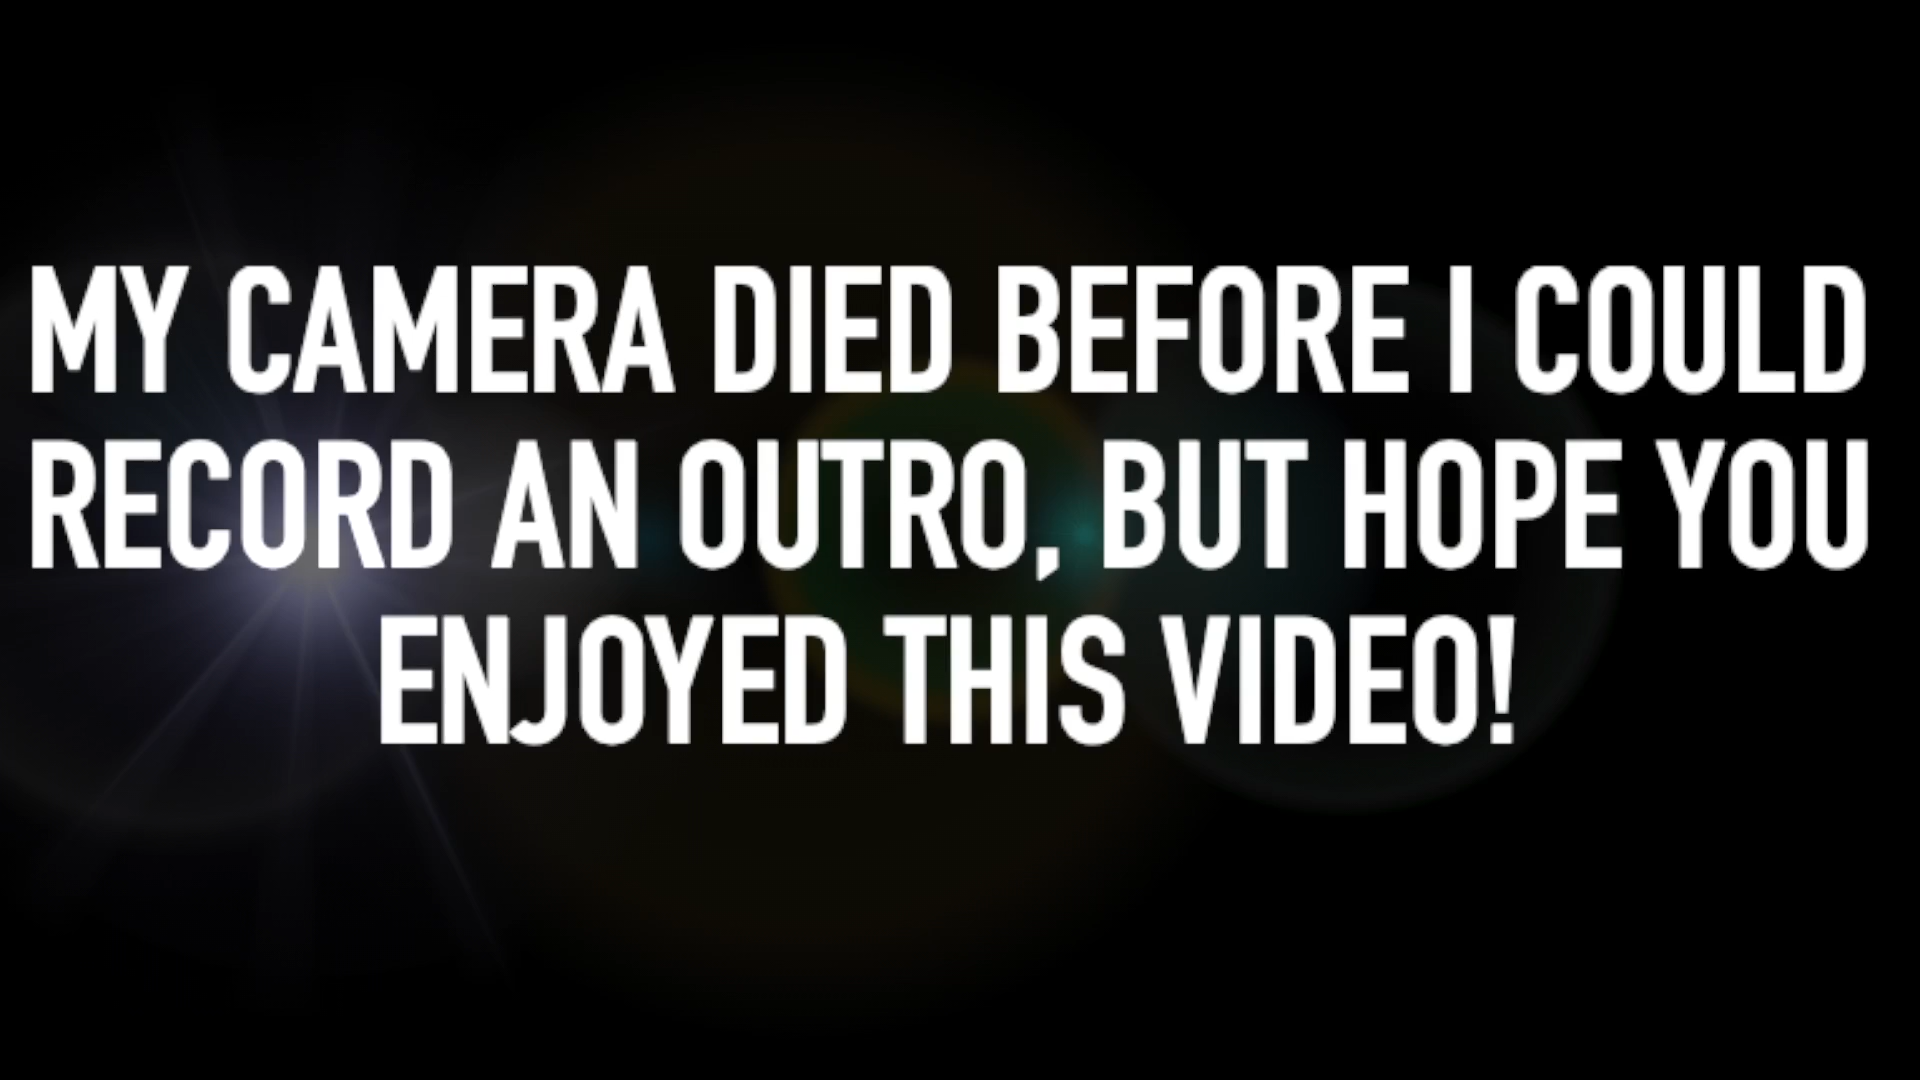 MY CAMERA DIED BEFORE I COULD
RECORD AN OUTRO, BUT HOPE YOU
ENJOYED THIS VIDEO!